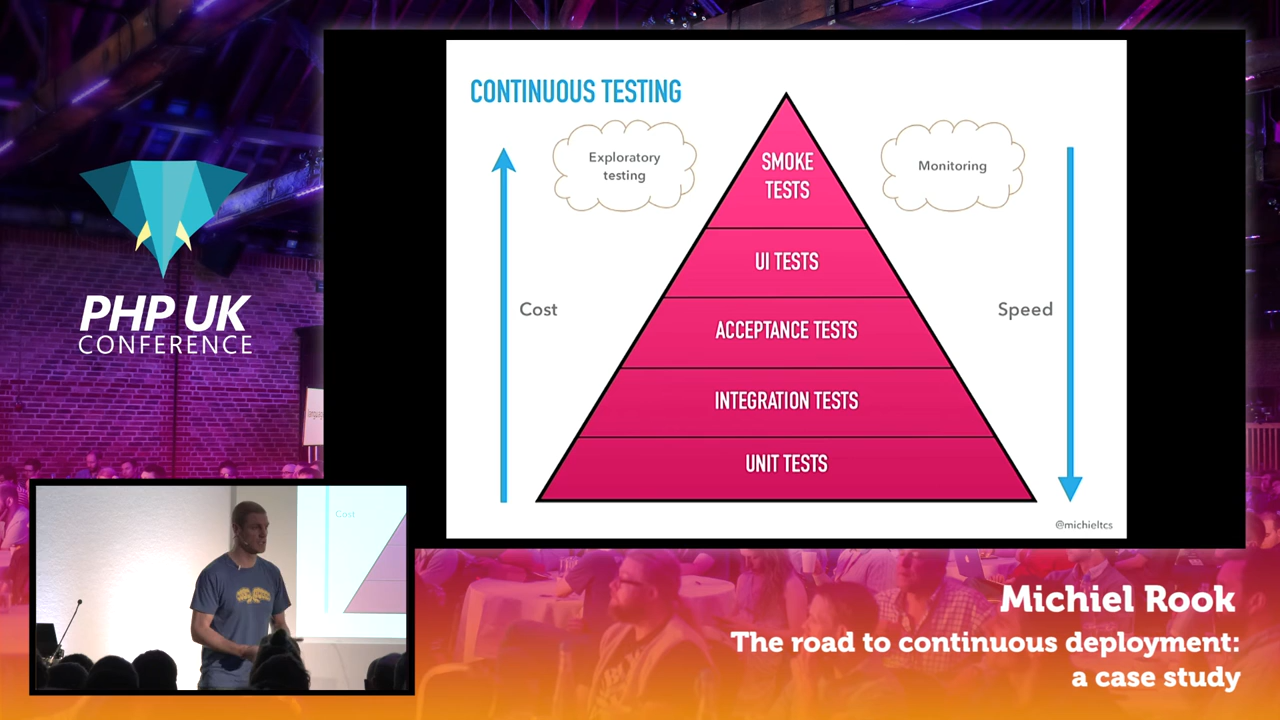 CONTINUOUS TESTING
Exploratory
testing
Monitoring
SMOKE
TESTS
UI TESTS
Cost
Speed
ACCEPTANCE TESTS
INTEGRATION TESTS
UNIT TESTS
@michieltcs
PHP UK
CONFERENCE
Cost
Michiel Rook
The road to continuous deployment:
a case study